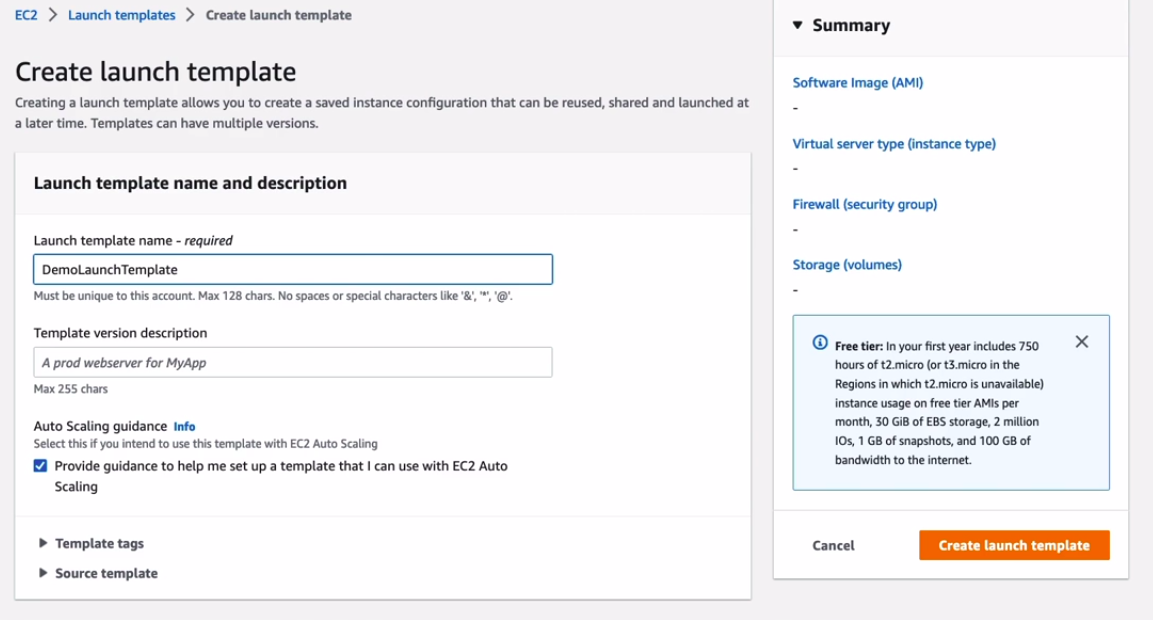 EC2 > Launch templates > Create launch template
Create launch template
Creating a launch template allows you to create a saved instance configuration that can be reused, shared and launched at
a later time. Templates can have multiple versions.
Launch template name and description
Launch template name - required
DemoLaunchTemplate
Must be unique to this account. Max 128 chars. No spaces or special characters like '&', '*', '@'.
Template version description
A prod webserver for MyApp
Max 255 chars
Auto Scaling guidance Info
Select this if you intend to use this template with EC2 Auto Scaling
Provide guidance to help me set up a template that I can use with EC2 Auto
Scaling
Template tags
Source template
Summary
Software Image (AMI)
-
Virtual server type (instance type)
-
Firewall (security group)
-
Storage (volumes)
-
Free tier: In your first year includes 750
hours of t2.micro (or t3.micro in the
Regions in which t2.micro is unavailable)
instance usage on free tier AMIs per
month, 30 GiB of EBS storage, 2 million
IOs, 1 GB of snapshots, and 100 GB of
bandwidth to the internet.
Cancel
Create launch template